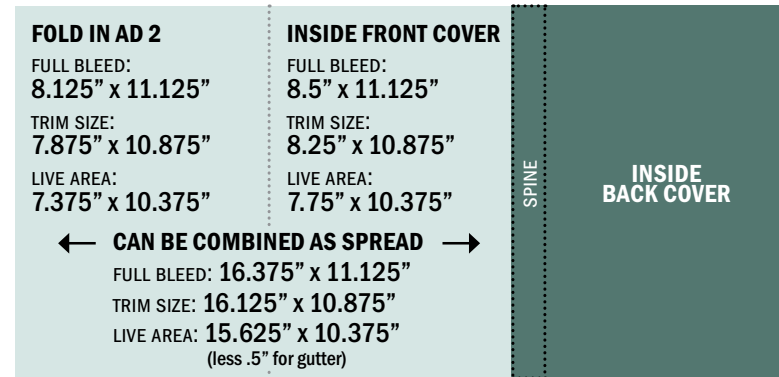 FOLD IN AD 2
FULL BLEED:
8.125” x 11.125”
TRIM SIZE:
7.875” x 10.875”
LIVE AREA:
7.375” x 10.375”
INSIDE FRONT COVER
FULL BLEED:
8.5” x 11.125”
TRIM SIZE:
8.25” x 10.875”
LIVE AREA:
7.75” x 10.375”
CAN BE COMBINED AS SPREAD
FULL BLEED: 16.375” x 11.125”
TRIM SIZE: 16.125” x 10.875”
LIVE AREA: 15.625” x 10.375”
(less .5” for gutter)
SPINE
INSIDE
BACK COVER